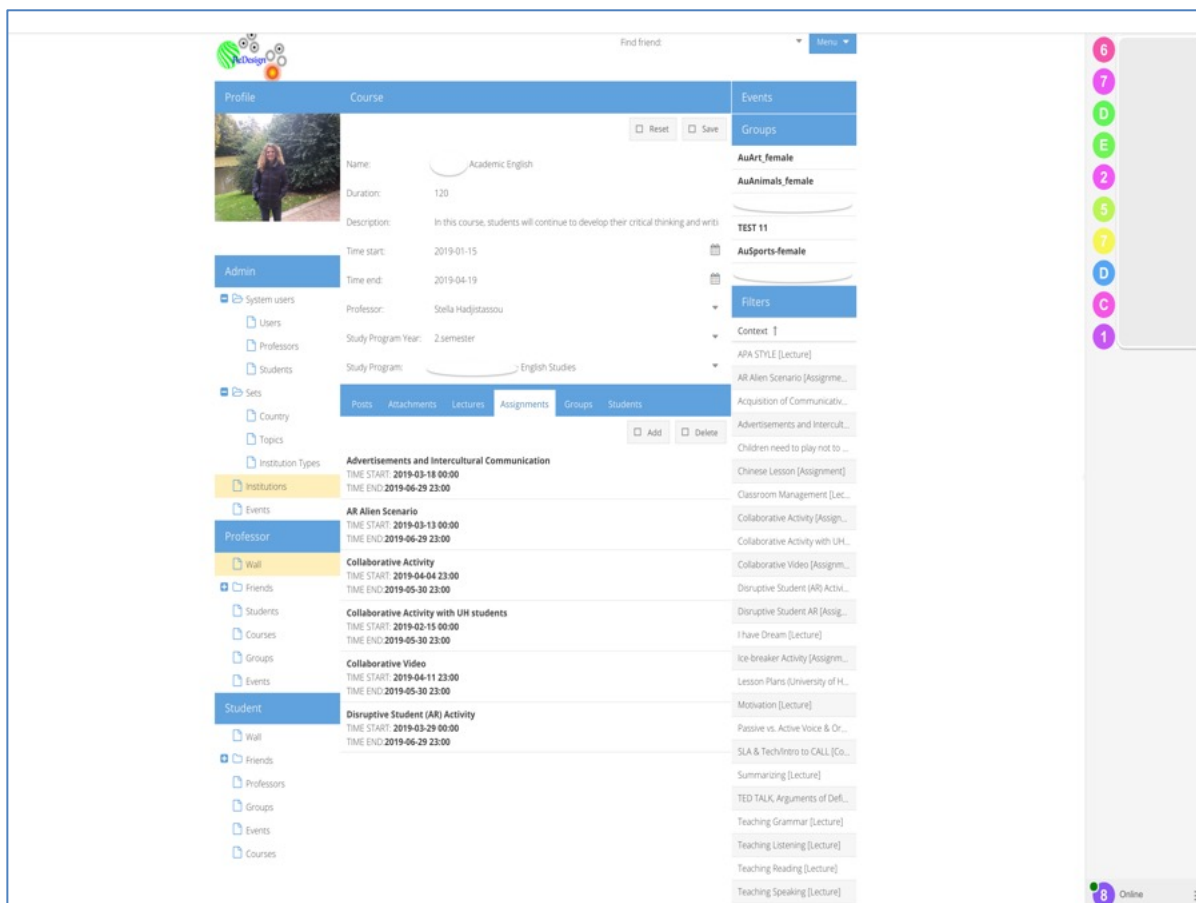 AcDesign
Find friend:
Menu
Profile
Course
Reset
Save
Name:
Academic English
Duration:
120
Description:
In this course, students will continue to develop their critical thinking and writi
Time start:
2019-01-15
Time end:
2019-04-19
Professor:
Stella Hadjistassou
Study Program Year:
2.semester
Study Program:
English Studies
Admin
System users
Users
Professors
Students
Sets
Country
Topics
Institution Types
Institutions
Events
Professor
Wall
Friends
Students
Courses
Groups
Events
Student
Wall
Friends
Professors
Groups
Events
Courses
Posts
Attachments
Lectures
Assignments
Groups
Students
Add
Delete
Advertisements and Intercultural Communication
TIME START: 2019-03-18 00:00
TIME END:2019-06-29 23:00
AR Alien Scenario
TIME START: 2019-03-13 00:00
TIME END:2019-06-29 23:00
Collaborative Activity
TIME START: 2019-04-04 23:00
TIME END:2019-05-30 23:00
Collaborative Activity with UH students
TIME START: 2019-02-15 00:00
TIME END:2019-05-30 23:00
Collaborative Video
TIME START: 2019-04-11 23:00
TIME END:2019-05-30 23:00
Disruptive Student (AR) Activity
TIME START: 2019-03-29 00:00
TIME END:2019-06-29 23:00
Events
Groups
AuArt_female
AuAnimals_female
TEST 11
AuSports-female
Filters
Context ↑
APA STYLE [Lecture]
AR Alien Scenario [Assignme...
Acquisition of Communicativ...
Advertisements and Intercult...
Children need to play not to ...
Chinese Lesson [Assignment]
Classroom Management [Lec...
Collaborative Activity [Assign...
Collaborative Activity with UH...
Collaborative Video [Assignm...
Disruptive Student (AR) Activi...
Disruptive Student AR [Assig...
I have Dream [Lecture]
Ice-breaker Activity [Assignm...
Lesson Plans (University of H...
Motivation [Lecture]
Passive vs. Active Voice & Or...
SLA & Tech/Intro to CALL [Co...
Summarizing [Lecture]
TED TALK, Arguments of Defi...
Teaching Grammar [Lecture]
Teaching Listening [Lecture]
Teaching Reading [Lecture]
Teaching Speaking [Lecture]
6
7
D
E
2
5
7
D
C
1
8
Online